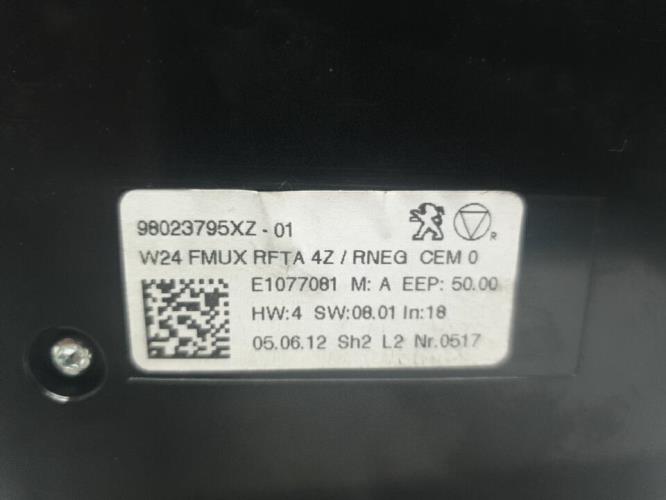 98023795XZ - 01
W24 FMUX RFTA 4Z / RNEG CEM 0
E1077081 M: A EEP: 50.00
HW:4 SW:08.01 In:18
05.06.12 Sh2 L2 Nr.0517
R